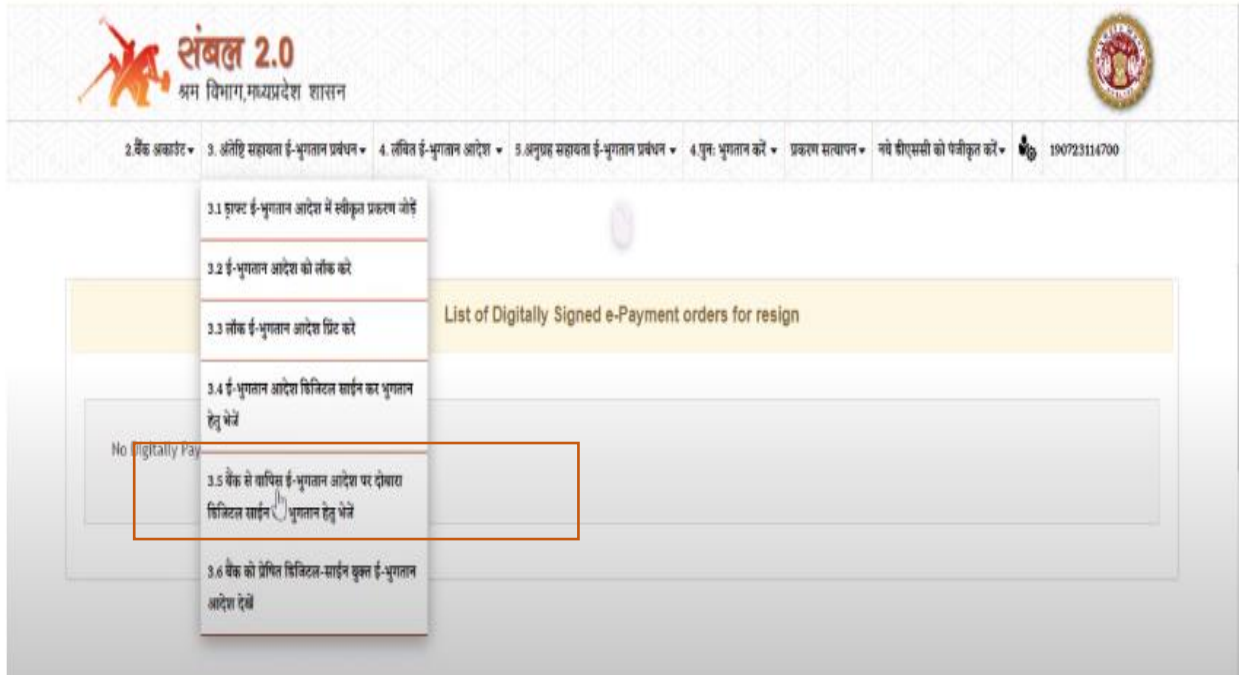 संबल 2.0
श्रम विभाग,मध्यप्रदेश शासन
2.बैंक अकाउंट 3. अंतेष्टि सहायता ई-भुगतान प्रबंधन 4. लंबित ई-भुगतान आदेश 5.अनुग्रह सहायता ई-भुगतान प्रबंधन 4.पुन: भुगतान करें प्रकरण सत्यापन नये डीएससी को पंजीकृत करें 190723114700
3.1 ड्राफ्ट ई-भुगतान आदेश में स्वीकृत प्रकरण जोड़ें
3.2 ई-भुगतान आदेश को लॉक करे
List of Digitally Signed e-Payment orders for resign
3.3 लॉक ई-भुगतान आदेश प्रिंट करे
3.4 ई-भुगतान आदेश डिजिटल साईन कर भुगतान
हेतु भेजें
No Digitally Pay
3.5 बैंक से वापिस ई-भुगतान आदेश पर दोबारा
डिजिटल साईन भुगतान हेतु भेजें
3.6 बैंक को प्रेषित डिजिटल-साईन युक्त ई-भुगतान
आदेश देखें